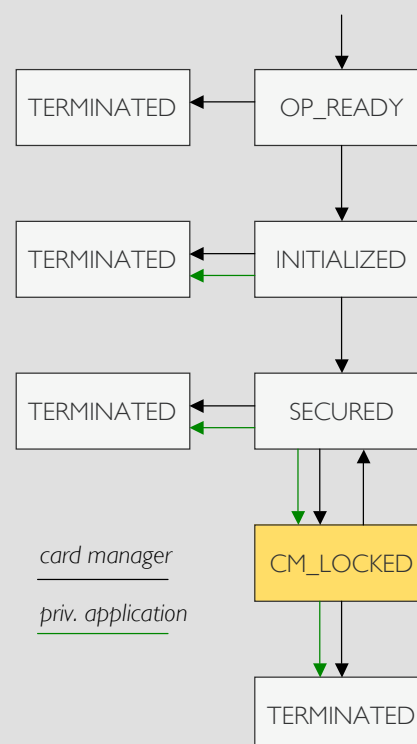 TERMINATED
OP_READY
TERMINATED
INITIALIZED
TERMINATED
SECURED
card manager
priv. application
CM_LOCKED
TERMINATED